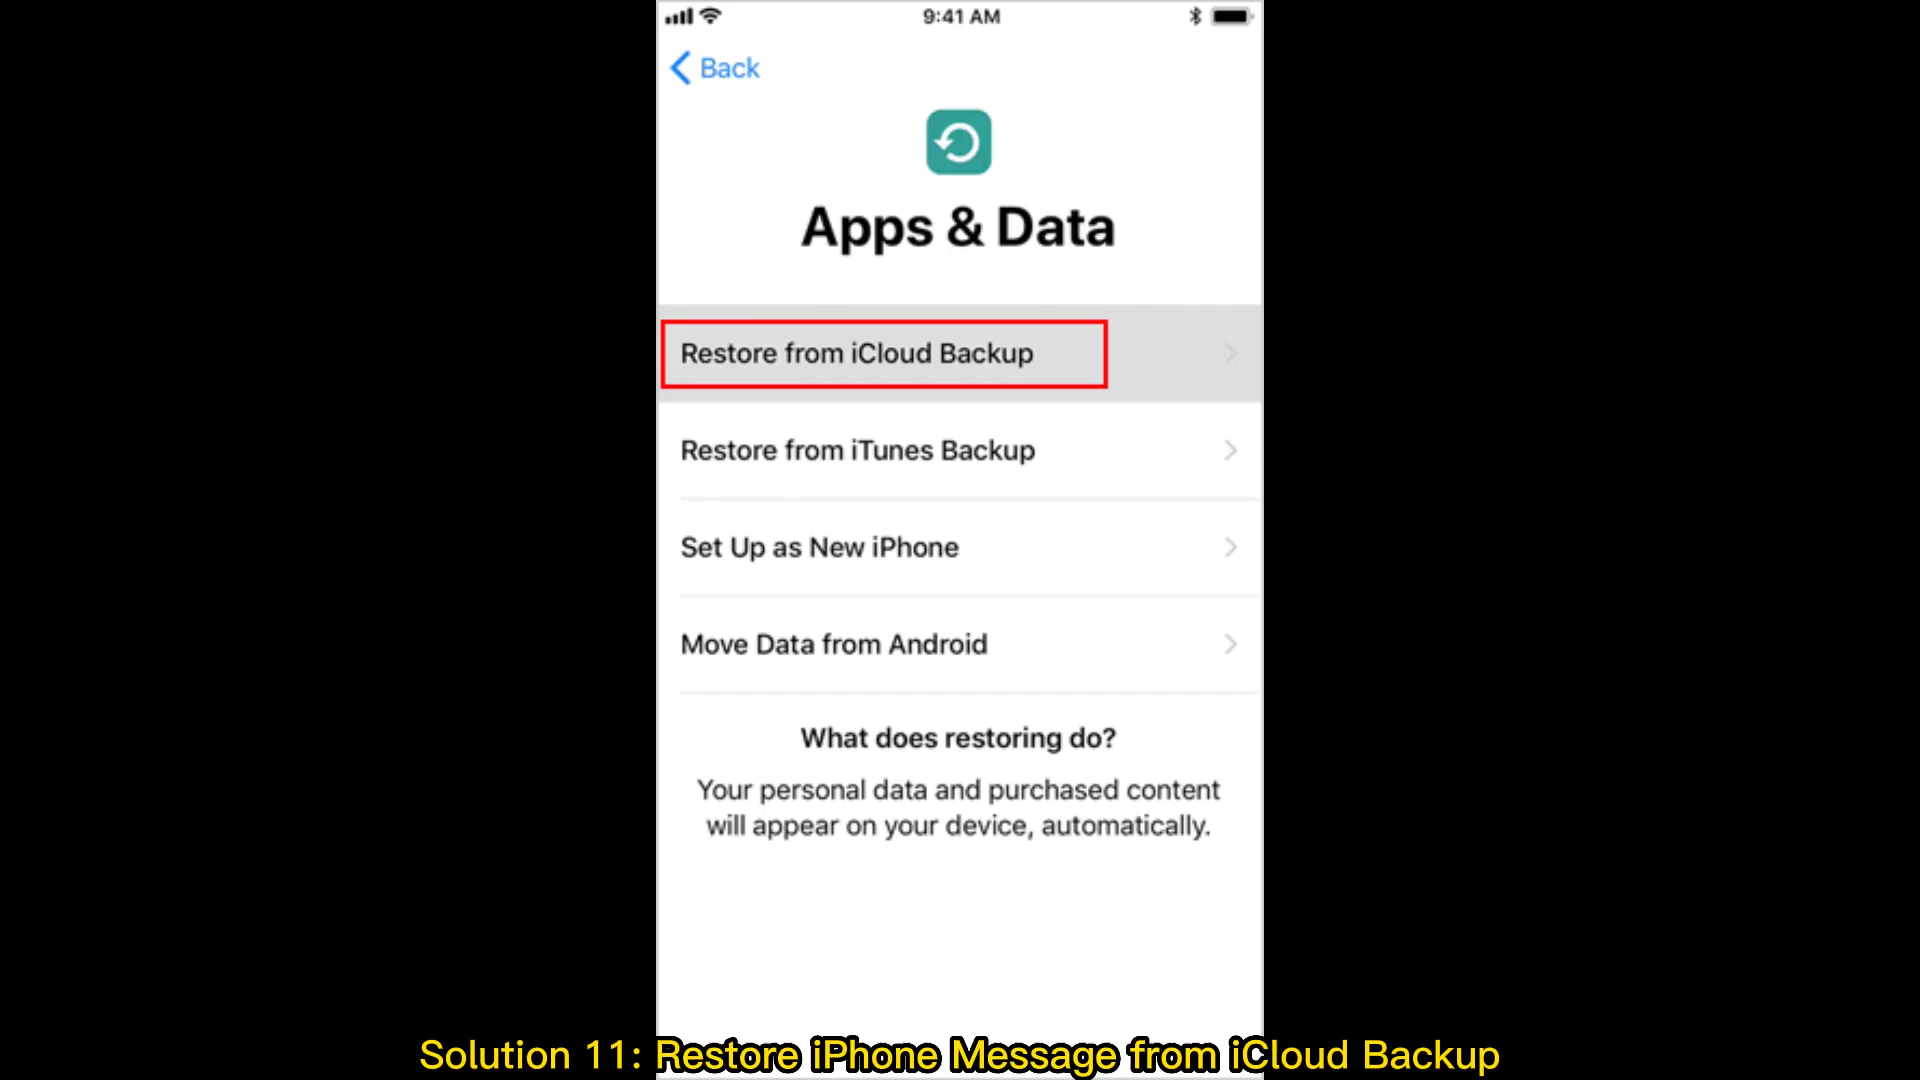 9:41 AM
Back
Apps & Data
Restore from iCloud Backup
Restore from iTunes Backup
Set Up as New iPhone
Move Data from Android
What does restoring do?
Your personal data and purchased content
will appear on your device, automatically.
Solution 11: Restore iPhone Message from iCloud Backup